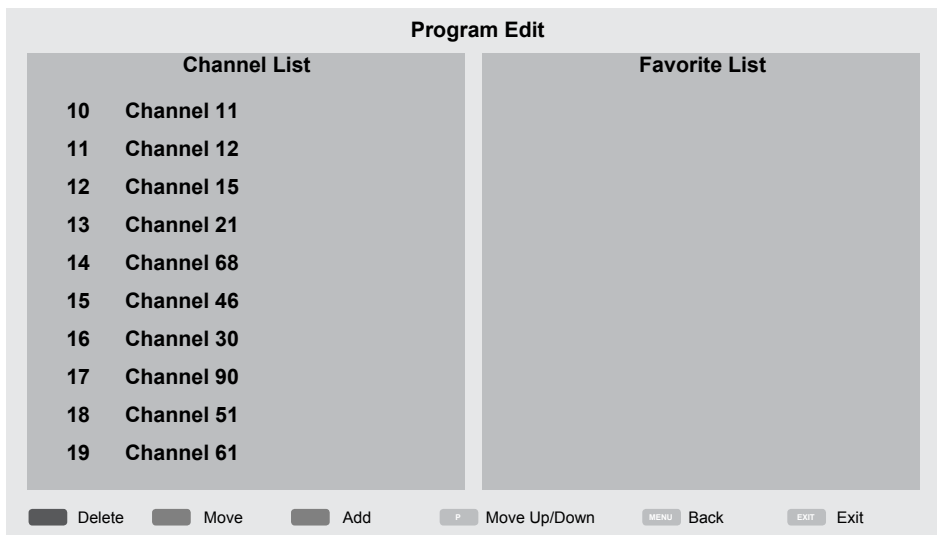 Program Edit
Channel List
10 Channel 11
11 Channel 12
12 Channel 15
13 Channel 21
14 Channel 68
15 Channel 46
16 Channel 30
17 Channel 90
18 Channel 51
19 Channel 61
Favorite List
Delete Move Add P Move Up/Down MENU Back EXIT Exit